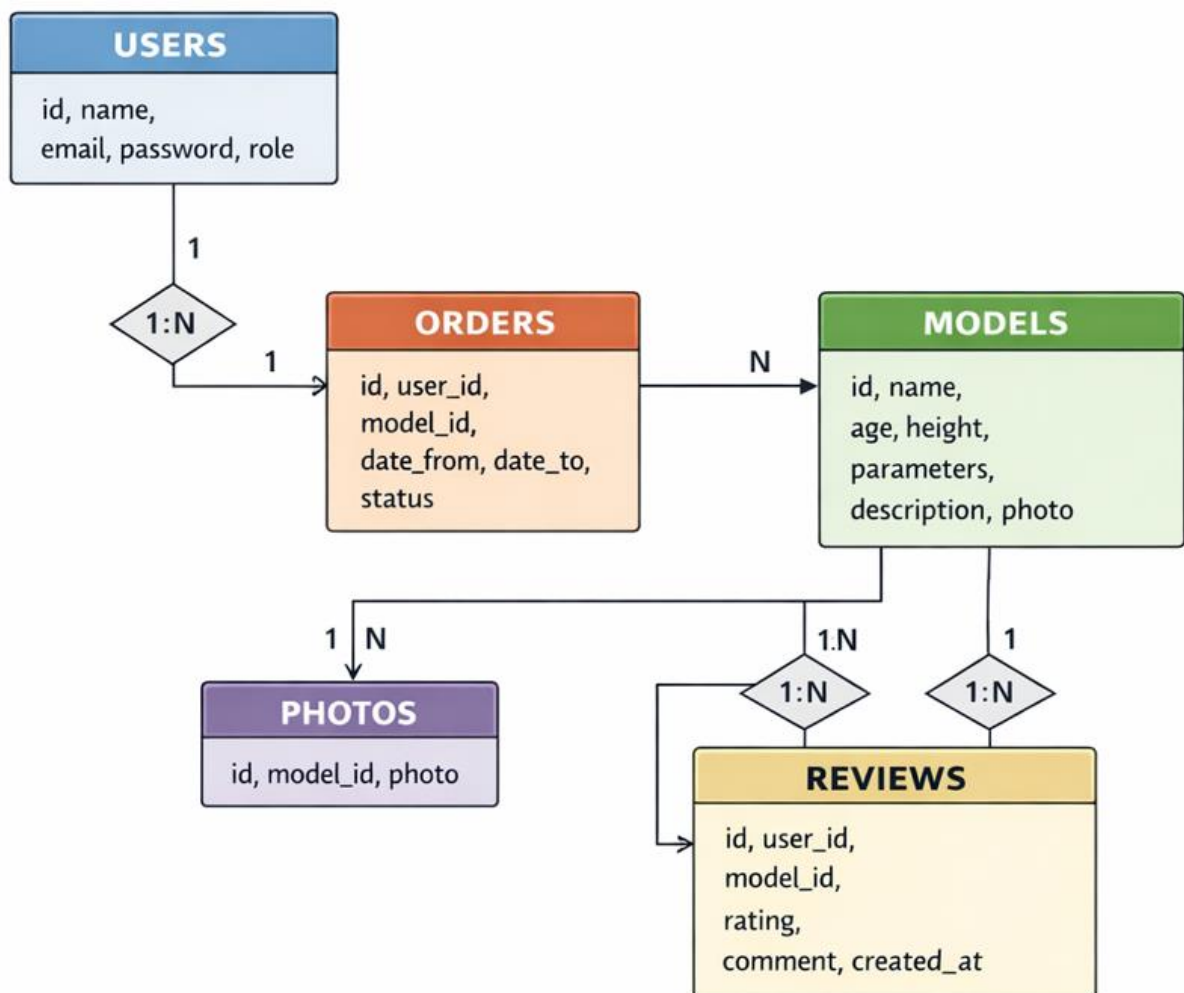 USERS
id, name,
email, password, role
1
1:N
1
ORDERS
id, user_id,
model_id,
date_from, date_to,
status
N
MODELS
id, name,
age, height,
parameters,
description, photo
1 N
PHOTOS
id, model_id, photo
1:N
1:N
1
1:N
REVIEWS
id, user_id,
model_id,
rating,
comment, created_at